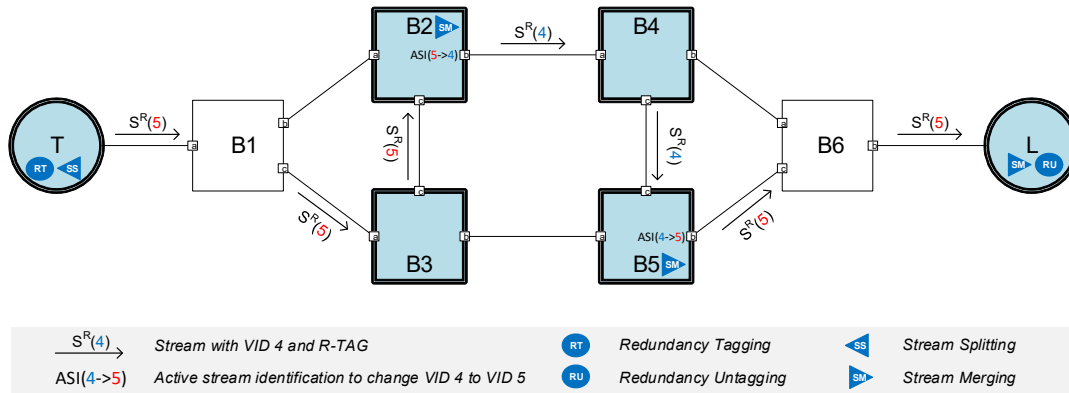 B2
SM
ASI(5->4)
a
b
c
S^R(4)
B4
S^R(5)
T
RT
SS
a
B1
b
c
S^R(5)
S^R(5)
S^R(4)
a
c
B6
b
S^R(5)
L
SM
RU
c
a
B3
b
c
a
ASI(4->5)
b
B5
SM
S^R(5)
S^R(4)
Stream with VID 4 and R-TAG
RT
Redundancy Tagging
SS
Stream Splitting
ASI(4->5)
Active stream identification to change VID 4 to VID 5
RU
Redundancy Untagging
SM
Stream Merging